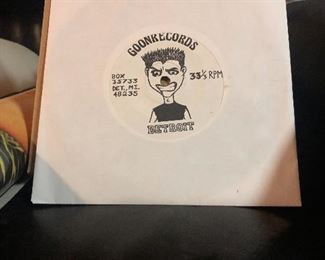 GOONRECORDS
BOX
33733
DET., MI.
48235
33⅓ RPM
DETROIT